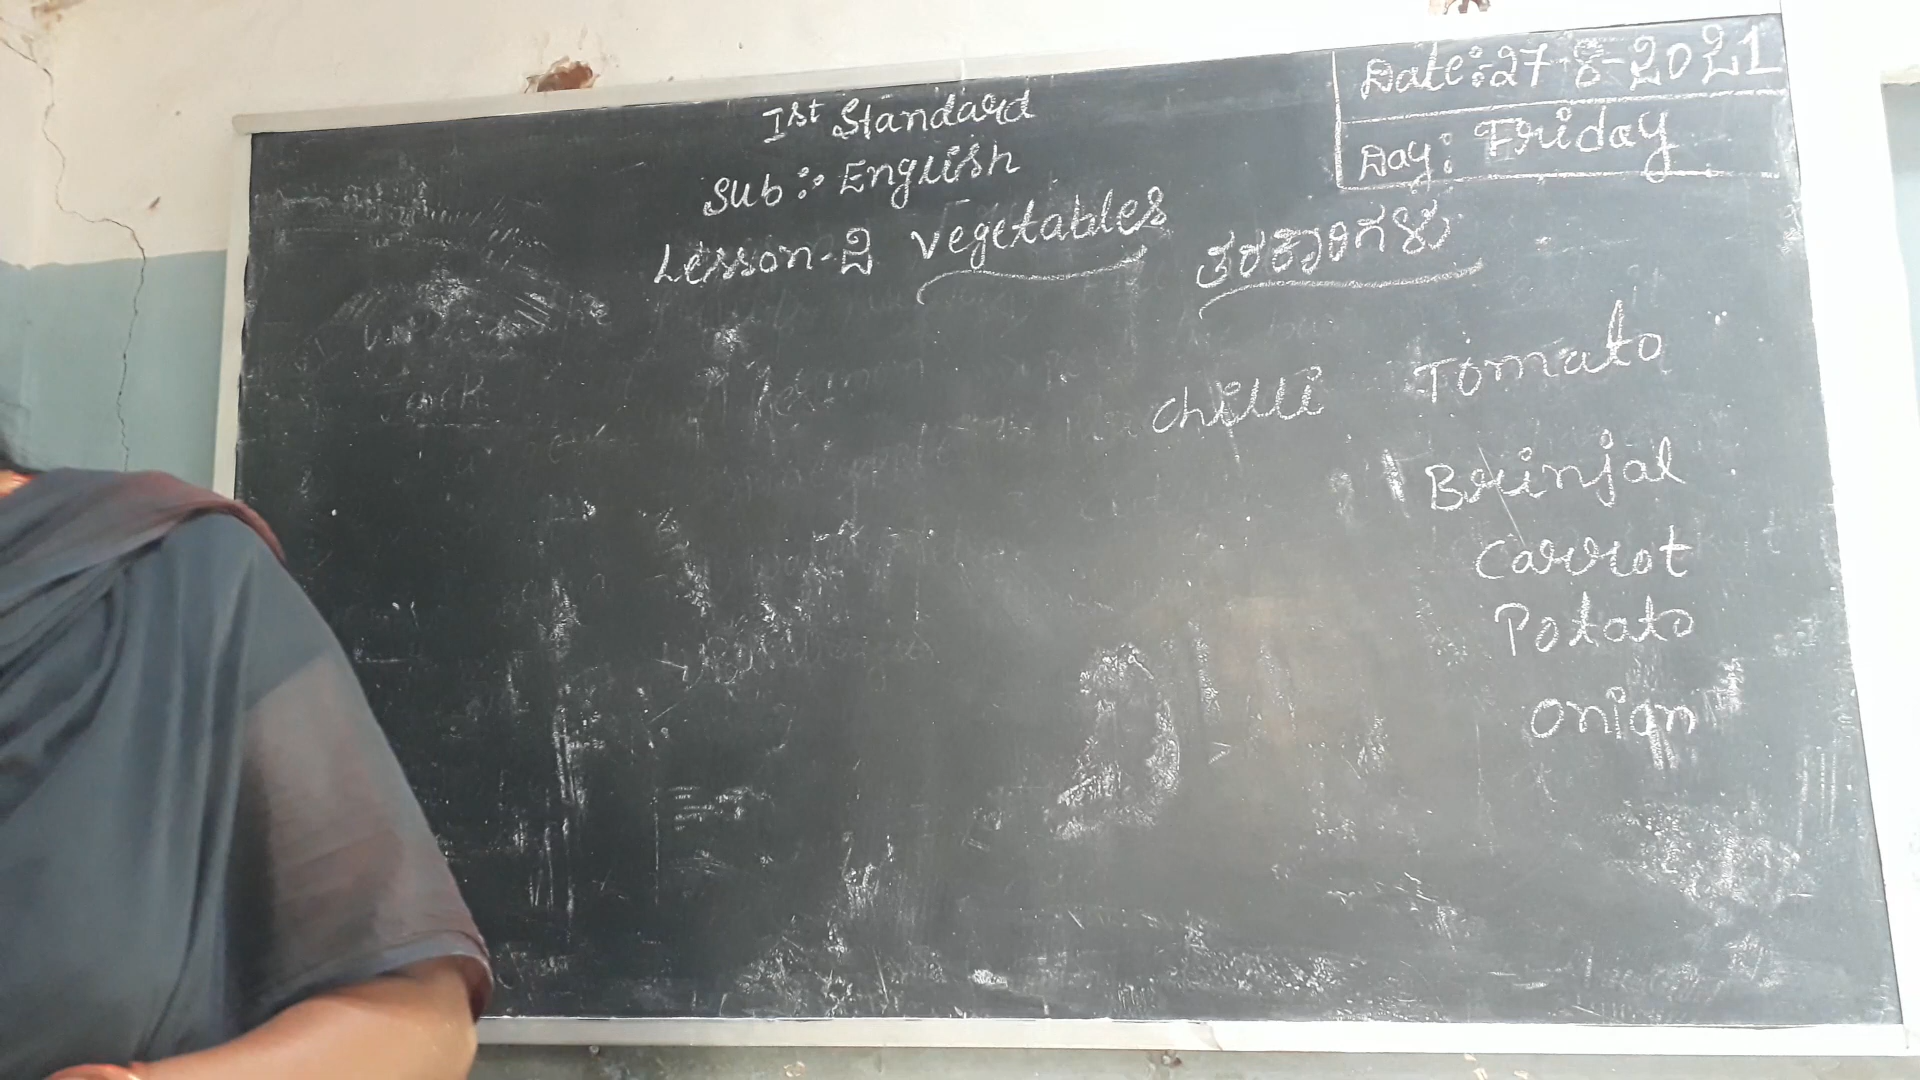 Date: 27-8-2021
Day: Friday
Ist Standard
Sub: English
Lesson-2 Vegetables ತರಕಾರಿಗಳು
Chilli Tomato
Brinjal
Carrot
Potato
Onion